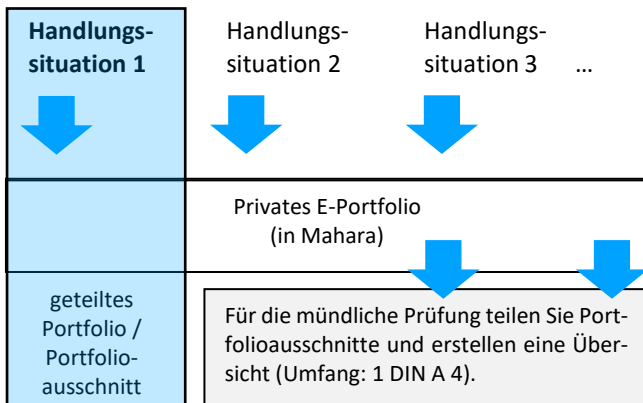 Handlungs-
situation 1
Handlungs-
situation 2
Handlungs-
situation 3 …
Privates E-Portfolio
(in Mahara)
geteiltes
Portfolio /
Portfolio-
ausschnitt
Für die mündliche Prüfung teilen Sie Port-
folioausschnitte und erstellen eine Über-
sicht (Umfang: 1 DIN A 4).